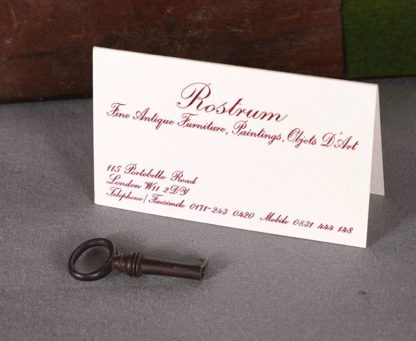 Rostrum
Fine Antique Furniture, Paintings, Objets D'Art
115 Portobello Road
London W11 2DY
Telephone/Facsimile 0171-243 0420 Mobile 0831 444 148